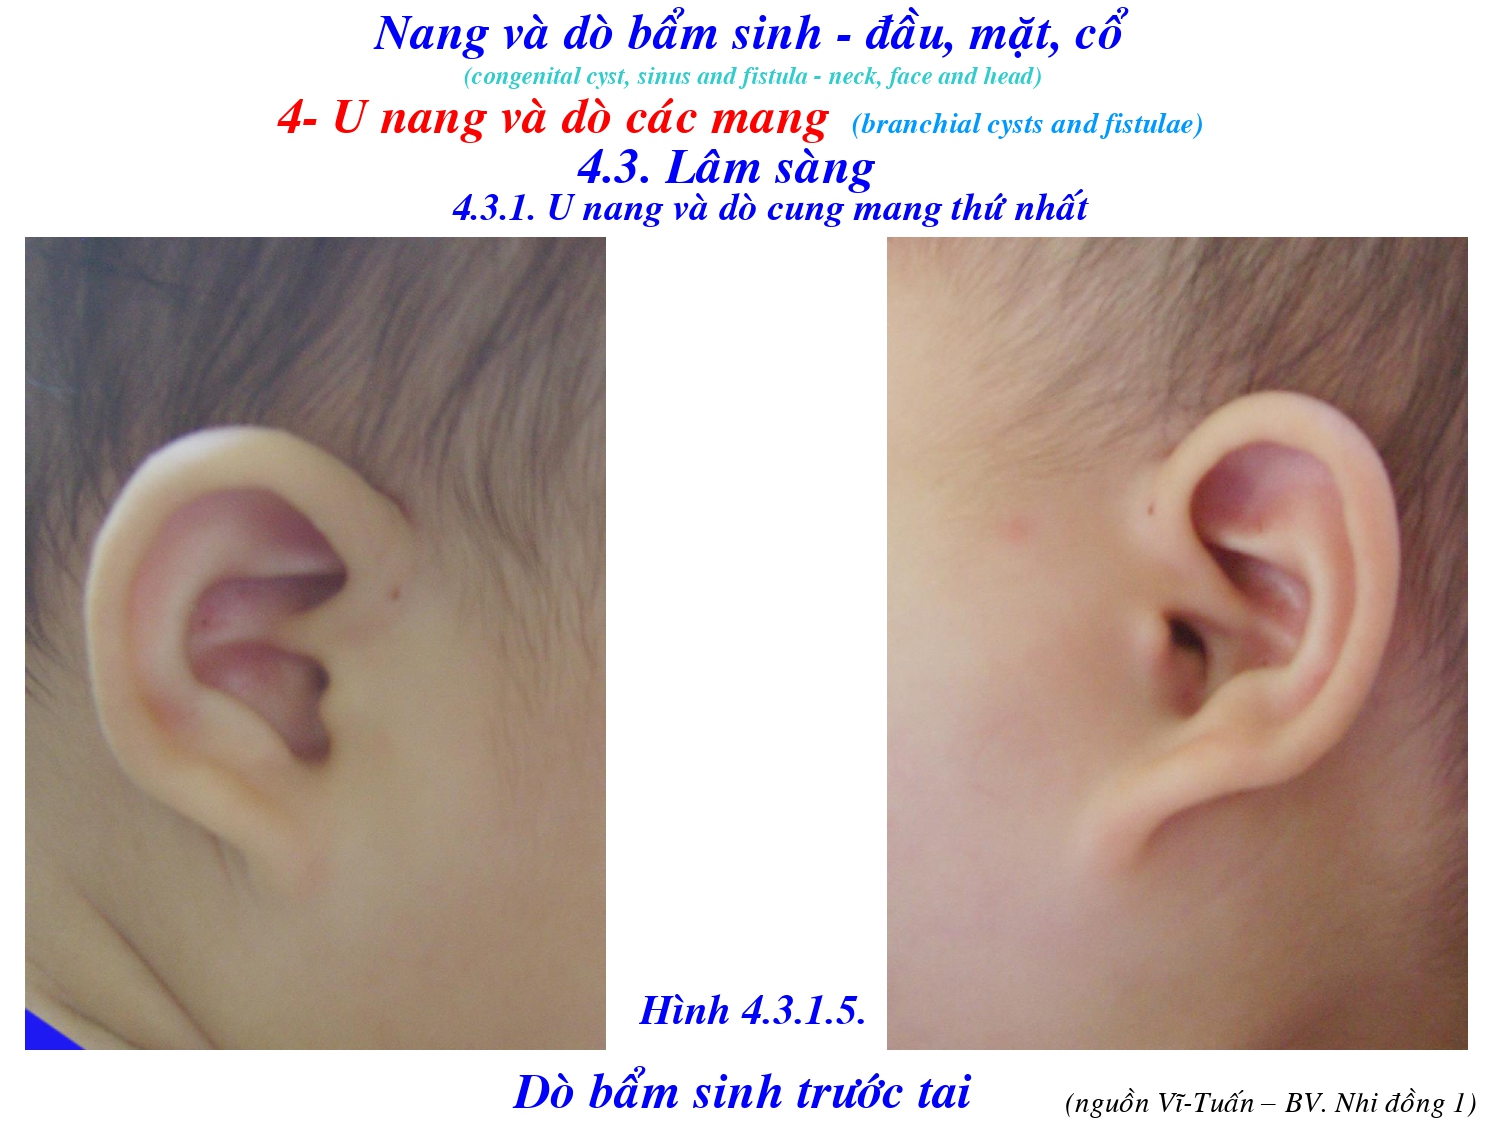 Nang và dò bẩm sinh - đầu, mặt, cổ
(congenital cyst, sinus and fistula - neck, face and head)
4- U nang và dò các mang (branchial cysts and fistulae)
4.3. Lâm sàng
4.3.1. U nang và dò cung mang thứ nhất
Hình 4.3.1.5.
Dò bẩm sinh trước tai
(nguồn Vĩ-Tuấn – BV. Nhi đồng 1)